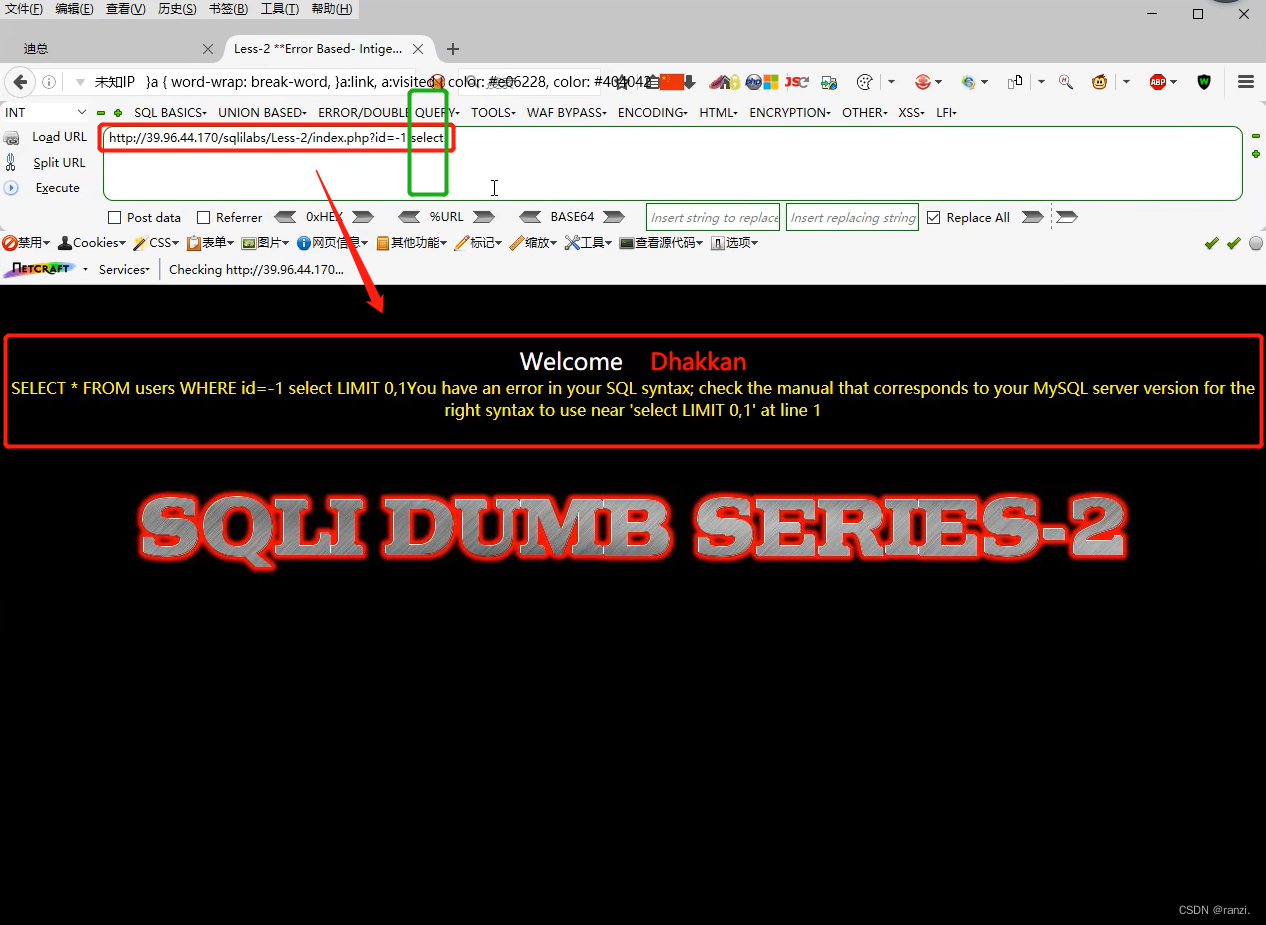 文件(F) 编辑(E) 查看(V) 历史(S) 书签(B) 工具(T) 帮助(H)
迪总 Less-2 **Error Based- Intige...
未知IP }a { word-wrap: break-word, }a:link, a:visited color: #e06228, color: #404042
INT SQL BASICS UNION BASED ERROR/DOUBLE QUERY TOOLS WAF BYPASS ENCODING HTML ENCRYPTION OTHER XSS LFI
Load URL http://39.96.44.170/sqlilabs/Less-2/index.php?id=-1 select
Split URL
Execute
Post data Referrer 0xHEX %URL BASE64 Insert string to replace Insert replacing string Replace All
禁用 Cookies CSS 表单 图片 网页信息 其他功能 标记 缩放 工具 查看源代码 选项
NETCRAFT Services Checking http://39.96.44.170...
Welcome Dhakkan
SELECT * FROM users WHERE id=-1 select LIMIT 0,1You have an error in your SQL syntax; check the manual that corresponds to your MySQL server version for the
right syntax to use near 'select LIMIT 0,1' at line 1
SQLI DUMB SERIES-2
CSDN @ranzi.